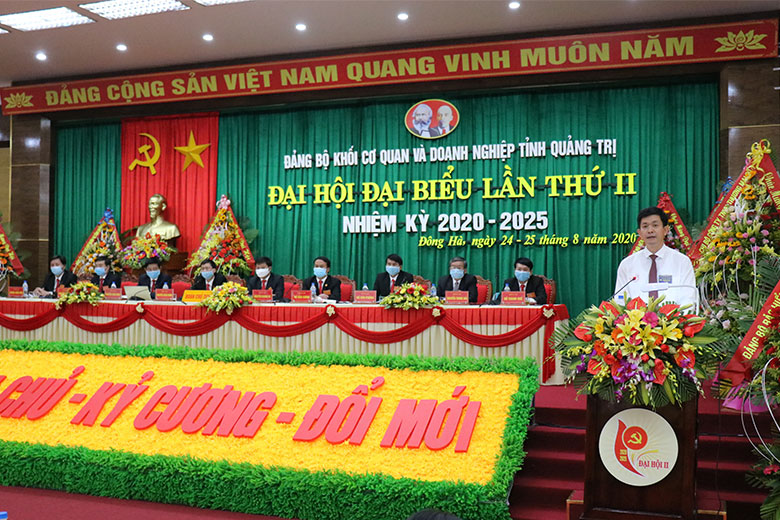 ĐẢNG CỘNG SẢN VIỆT NAM QUANG VINH MUÔN NĂM
ĐẢNG BỘ KHỐI CƠ QUAN VÀ DOANH NGHIỆP TỈNH QUẢNG TRỊ
ĐẠI HỘI ĐẠI BIỂU LẦN THỨ II
NHIỆM KỲ 2020 - 2025
Đông Hà, ngày 24 - 25 tháng 8 năm 2020
CHỦ - KỶ CƯƠNG - ĐỔI MỚI
ĐẢNG BỘ
ĐẠI HỘI II